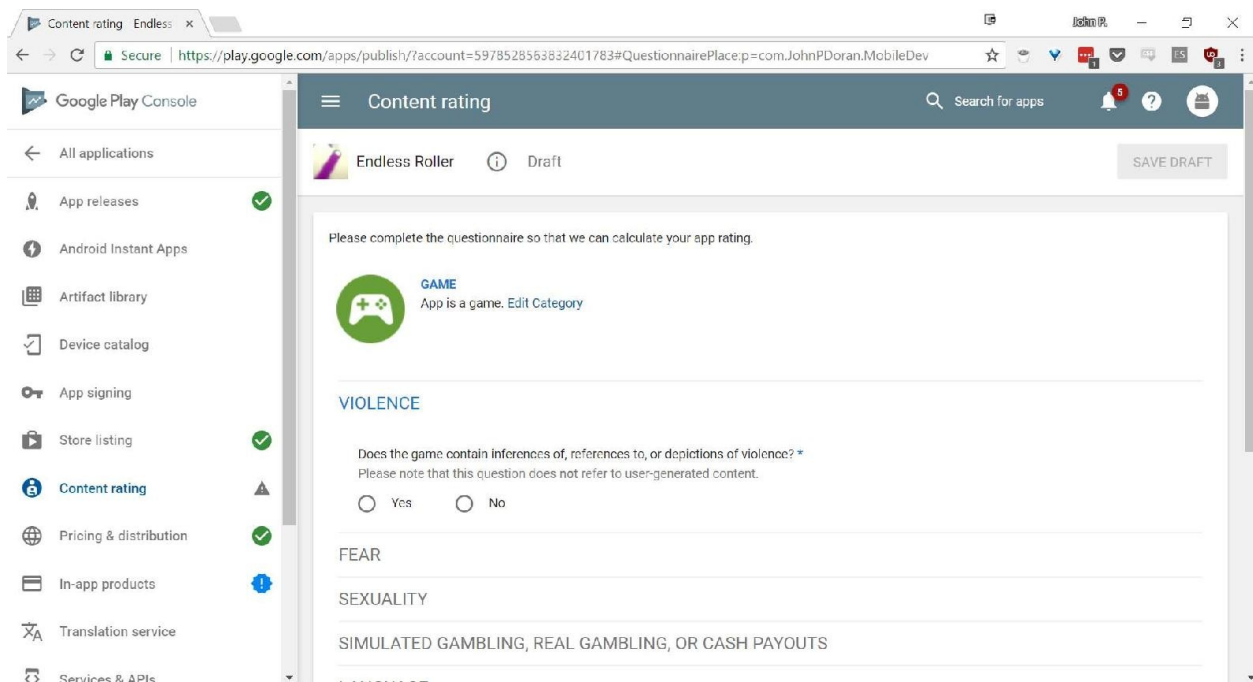 Content rating Endless
John P.
Secure https://play.google.com/apps/publish/?account=5978528563832401783#QuestionnairePlace:p=com.JohnPDoran.MobileDev
1
ES
3
Google Play Console
Content rating
Search for apps
5
All applications
Endless Roller
Draft
SAVE DRAFT
App releases
Android Instant Apps
Artifact library
Device catalog
App signing
Store listing
Content rating
Pricing & distribution
In-app products
Translation service
Services & APIs
Please complete the questionnaire so that we can calculate your app rating.
GAME
App is a game. Edit Category
VIOLENCE
Does the game contain inferences of, references to, or depictions of violence? *
Please note that this question does not refer to user-generated content.
Yes No
FEAR
SEXUALITY
SIMULATED GAMBLING, REAL GAMBLING, OR CASH PAYOUTS
LANGUAGE